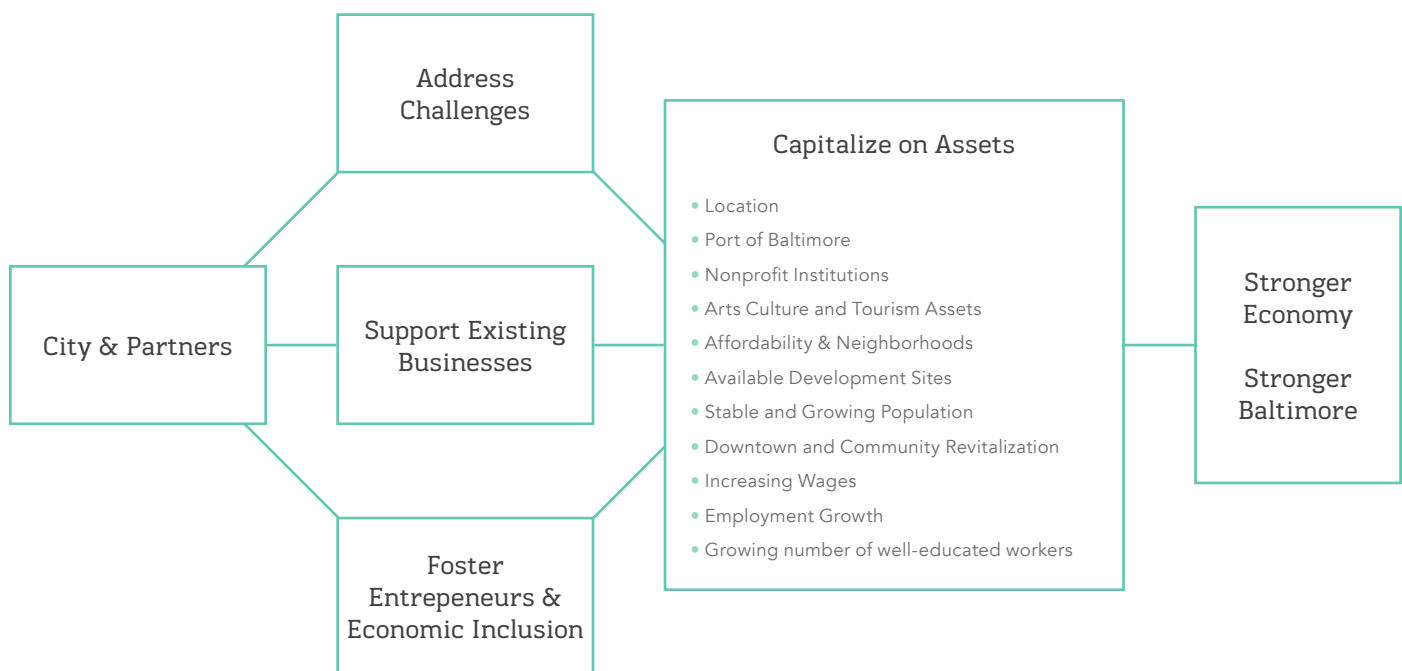 City & Partners
Address
Challenges
Support Existing
Businesses
Foster
Entrepeneurs &
Economic Inclusion
Capitalize on Assets
• Location
• Port of Baltimore
• Nonprofit Institutions
• Arts Culture and Tourism Assets
• Affordability & Neighborhoods
• Available Development Sites
• Stable and Growing Population
• Downtown and Community Revitalization
• Increasing Wages
• Employment Growth
• Growing number of well-educated workers
Stronger
Economy
Stronger
Baltimore